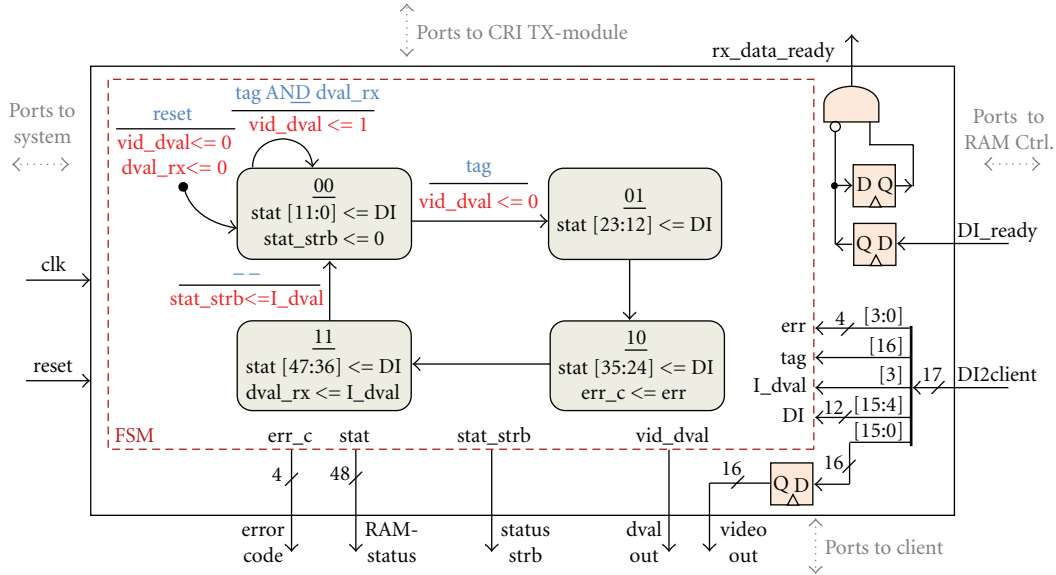 Ports to CRI TX-module
rx_data_ready
Ports to
system
Ports to
RAM Ctrl.
reset
vid_dval<= 0
dval_rx<=0
tag AND dval_rx
vid_dval <= 1
00
stat [11:0] <= DI
stat_strb <= 0
tag
vid_dval <= 0
01
stat [23:12] <= DI
D Q
Q D
DI_ready
clk
– –
stat_strb<=I_dval
11
stat [47:36] <= DI
dval_rx <= I_dval
10
stat [35:24] <= DI
err_c <= err
reset
err
4
[3:0]
tag
[16]
I_dval
[3]
17
DI2client
DI
12
[15:4]
[15:0]
FSM
err_c
stat
stat_strb
vid_dval
4
48
16
Q D
16
error
code
RAM-
status
status
strb
dval
out
video
out
Ports to client